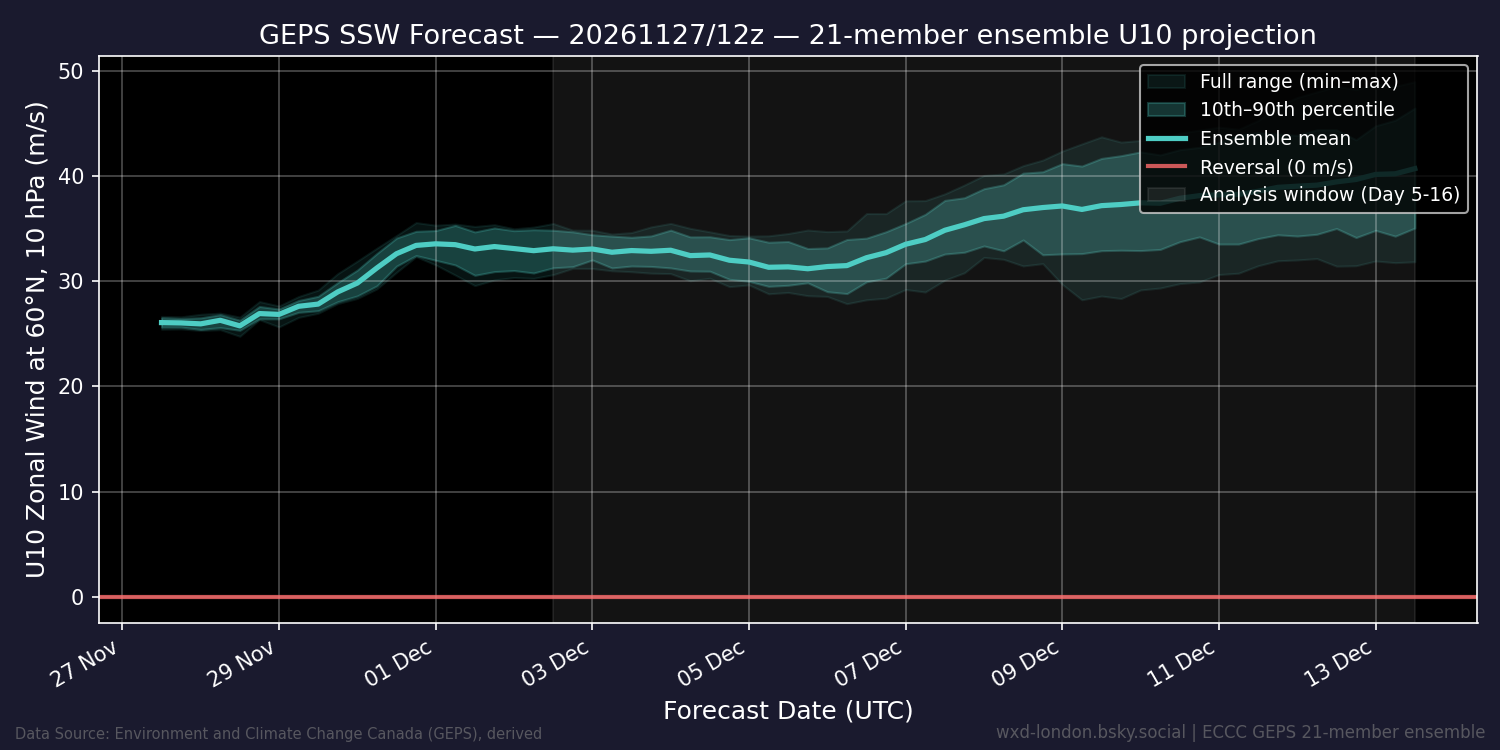 GEPS SSW Forecast — 20261127/12z — 21-member ensemble U10 projection
U10 Zonal Wind at 60°N, 10 hPa (m/s)
50
40
30
20
10
0
Full range (min–max)
10th–90th percentile
Ensemble mean
Reversal (0 m/s)
Analysis window (Day 5-16)
27 Nov
29 Nov
01 Dec
03 Dec
05 Dec
07 Dec
09 Dec
11 Dec
13 Dec
Forecast Date (UTC)
Data Source: Environment and Climate Change Canada (GEPS), derived
wxd-london.bsky.social | ECCC GEPS 21-member ensemble